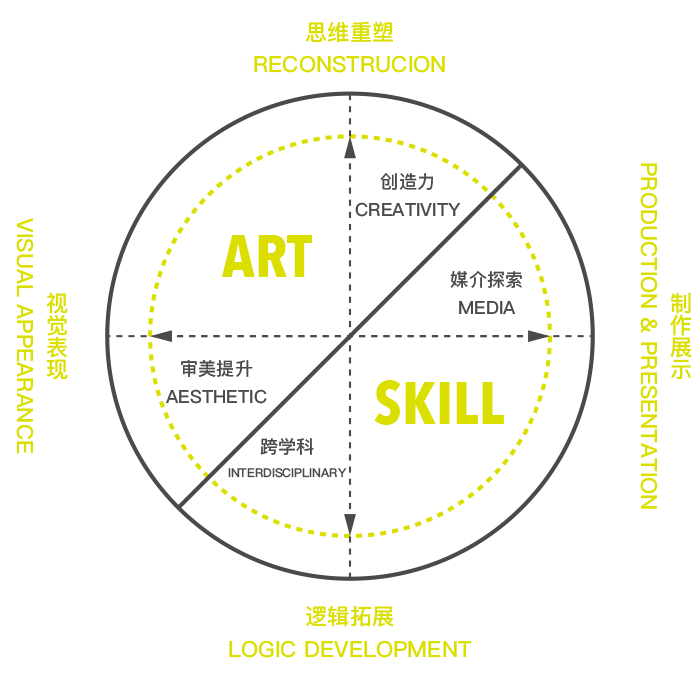 思维重塑
RECONSTRUCION
创造力
CREATIVITY
ART
媒介探索
MEDIA
视觉表现
VISUAL APPEARANCE
制作展示
PRODUCTION & PRESENTATION
审美提升
AESTHETIC
SKILL
跨学科
INTERDISCIPLINARY
逻辑拓展
LOGIC DEVELOPMENT